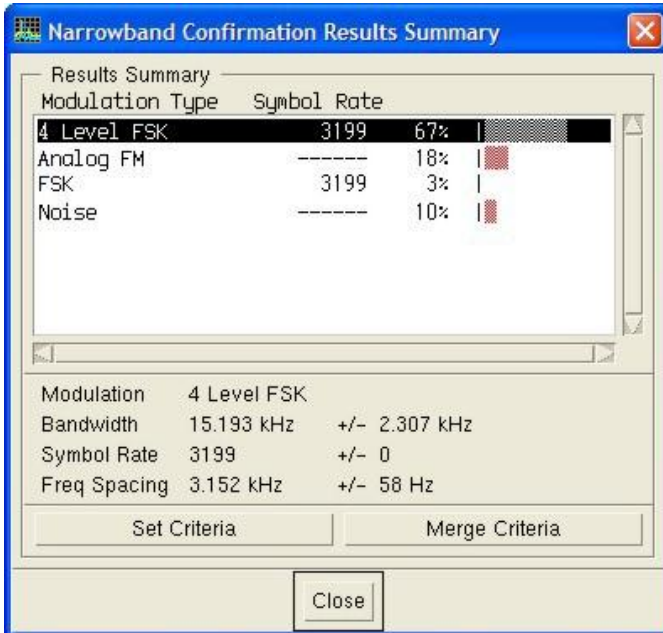 Narrowband Confirmation Results Summary
Results Summary
Modulation Type Symbol Rate
4 Level FSK 3199 67% |
Analog FM ------ 18% |
FSK 3199 3% |
Noise ------ 10% |
Modulation 4 Level FSK
Bandwidth 15.193 kHz +/- 2.307 kHz
Symbol Rate 3199 +/- 0
Freq Spacing 3.152 kHz +/- 58 Hz
Set Criteria Merge Criteria
Close